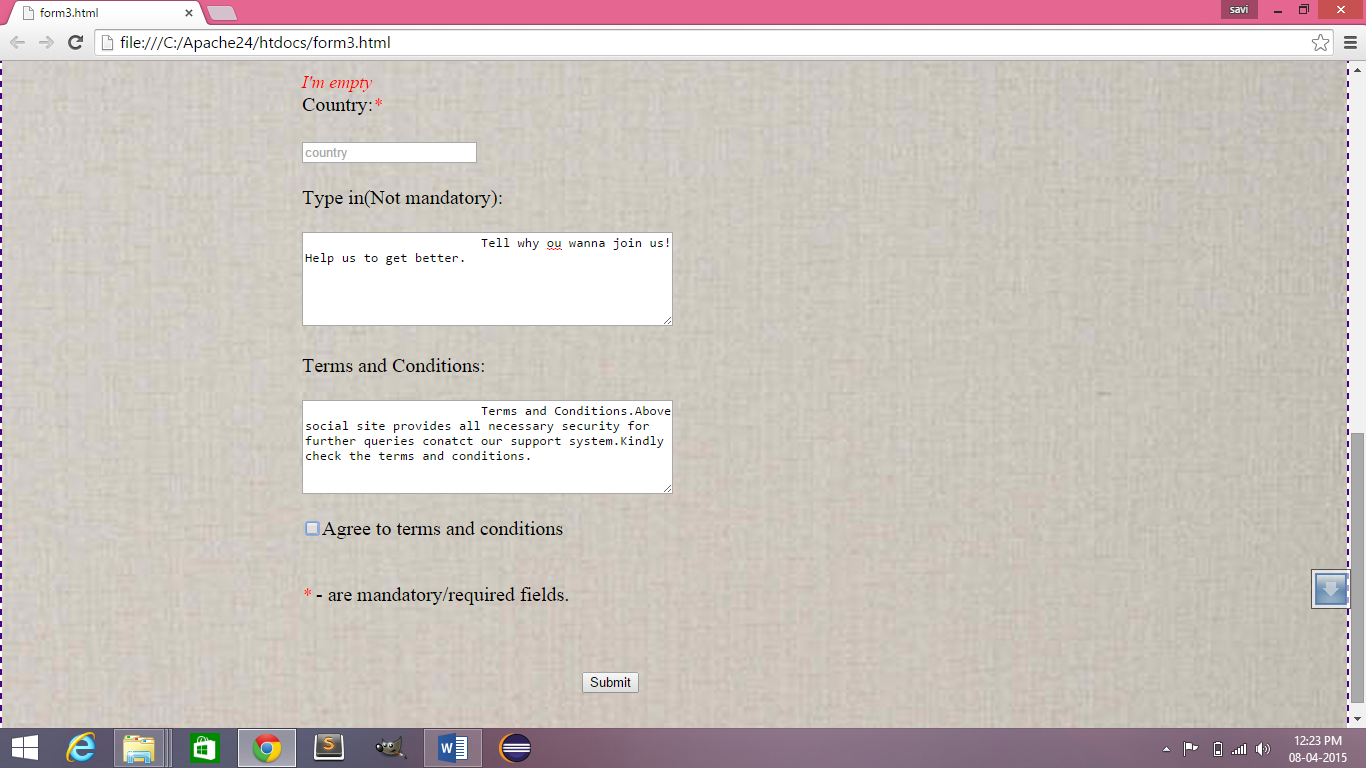 form3.html
savi
file:///C:/Apache24/htdocs/form3.html
I'm empty
Country:*
country
Type in(Not mandatory):
Tell why ou wanna join us!
Help us to get better.
Terms and Conditions:
Terms and Conditions.Above
social site provides all necessary security for
further queries conatct our support system.Kindly
check the terms and conditions.
Agree to terms and conditions
* - are mandatory/required fields.
Submit
12:23 PM
08-04-2015